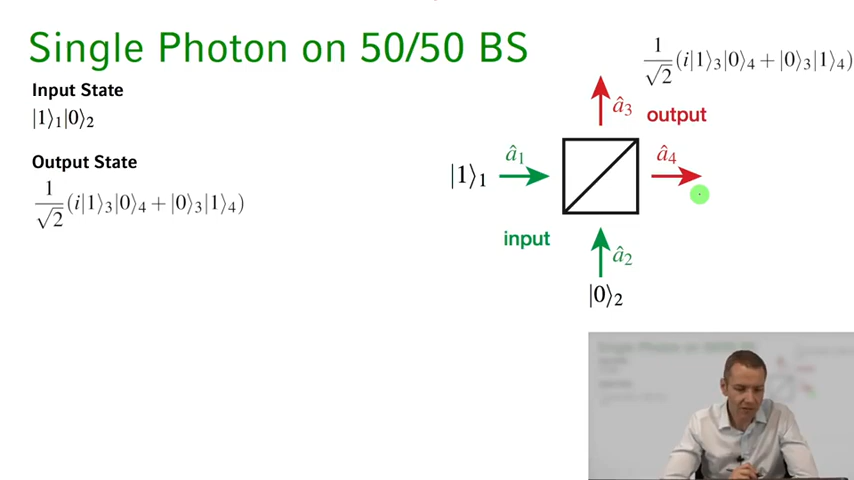 Single Photon on 50/50 BS
Input State
|1⟩₁|0⟩₂
Output State
1/√2 (i|1⟩₃|0⟩₄ + |0⟩₃|1⟩₄)
1/√2 (i|1⟩₃|0⟩₄ + |0⟩₃|1⟩₄)
â₃ output
|1⟩₁ â₁ â₄
input
â₂
|0⟩₂